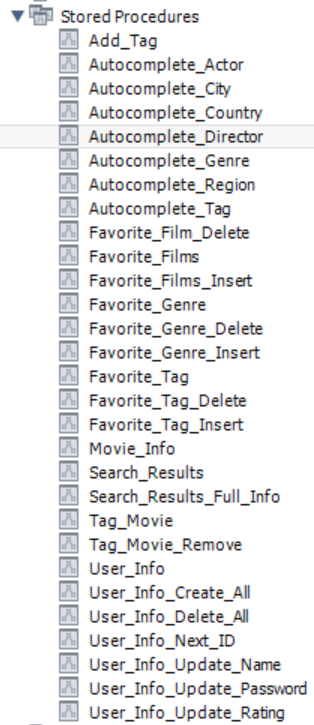 Stored Procedures
Add_Tag
Autocomplete_Actor
Autocomplete_City
Autocomplete_Country
Autocomplete_Director
Autocomplete_Genre
Autocomplete_Region
Autocomplete_Tag
Favorite_Film_Delete
Favorite_Films
Favorite_Films_Insert
Favorite_Genre
Favorite_Genre_Delete
Favorite_Genre_Insert
Favorite_Tag
Favorite_Tag_Delete
Favorite_Tag_Insert
Movie_Info
Search_Results
Search_Results_Full_Info
Tag_Movie
Tag_Movie_Remove
User_Info
User_Info_Create_All
User_Info_Delete_All
User_Info_Next_ID
User_Info_Update_Name
User_Info_Update_Password
User_Info_Update_Rating